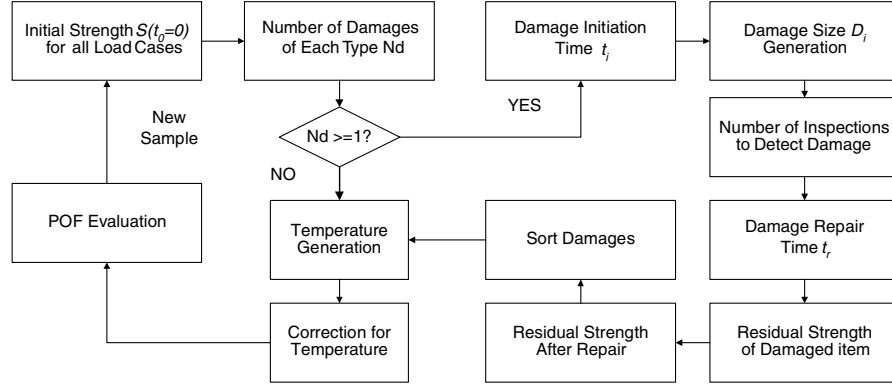 Initial Strength S(t₀=0)
for all Load Cases
Number of Damages
of Each Type Nd
Damage Initiation
Time tᵢ
Damage Size Dᵢ
Generation
New
Sample
Nd >=1?
YES
NO
Number of Inspections
to Detect Damage
POF Evaluation
Temperature
Generation
Sort Damages
Damage Repair
Time tᵣ
Correction for
Temperature
Residual Strength
After Repair
Residual Strength
of Damaged item